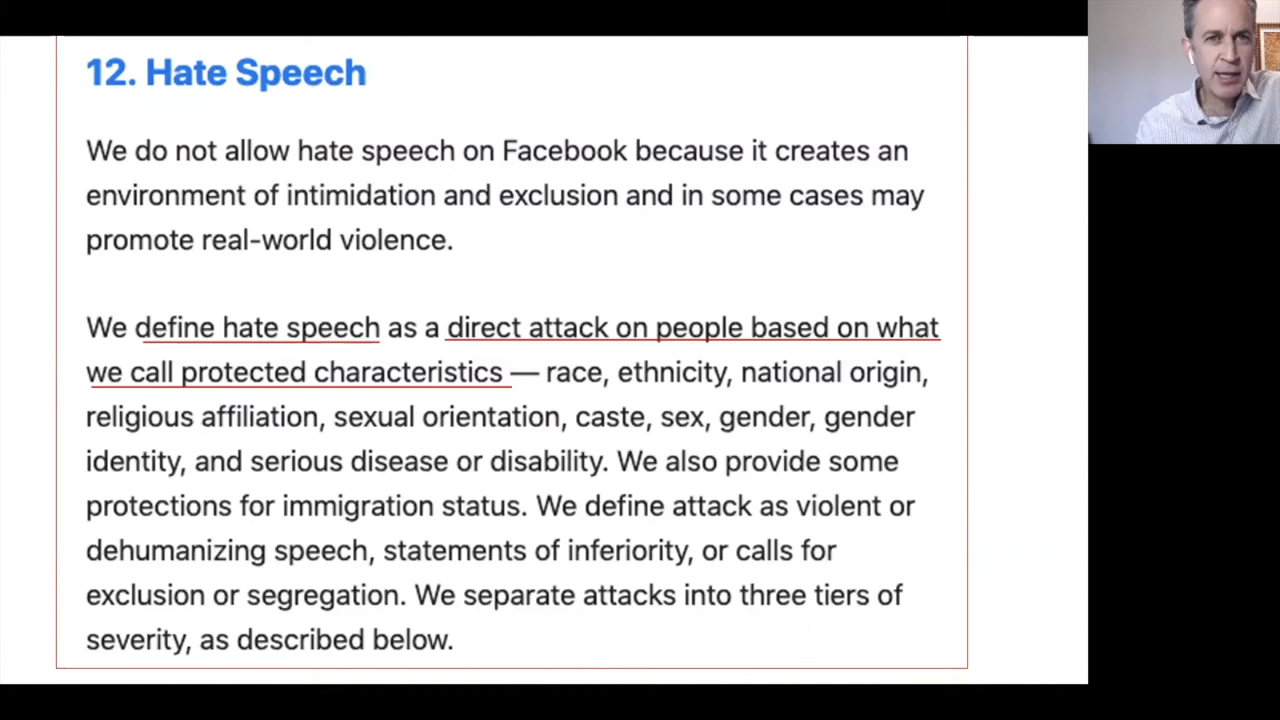 12. Hate Speech
We do not allow hate speech on Facebook because it creates an
environment of intimidation and exclusion and in some cases may
promote real-world violence.
We define hate speech as a direct attack on people based on what
we call protected characteristics — race, ethnicity, national origin,
religious affiliation, sexual orientation, caste, sex, gender, gender
identity, and serious disease or disability. We also provide some
protections for immigration status. We define attack as violent or
dehumanizing speech, statements of inferiority, or calls for
exclusion or segregation. We separate attacks into three tiers of
severity, as described below.